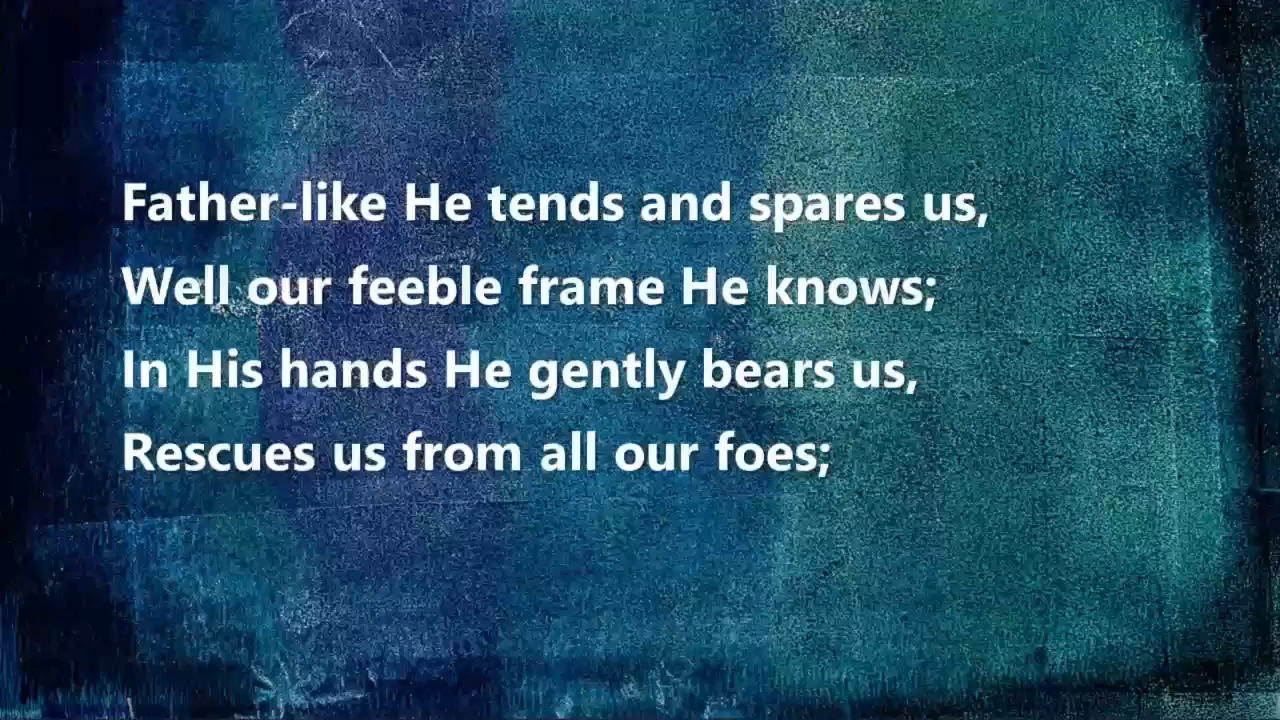 Father-like He tends and spares us,
Well our feeble frame He knows;
In His hands He gently bears us,
Rescues us from all our foes;